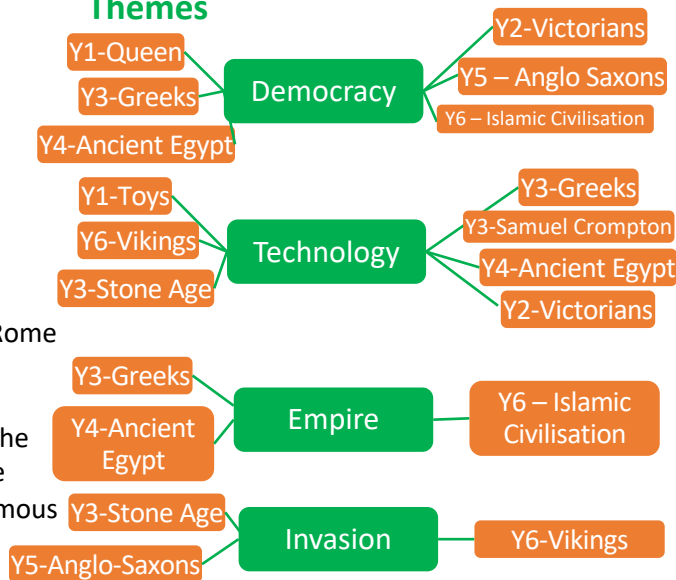 Themes
Y1-Queen
Y3-Greeks
Y4-Ancient Egypt
Democracy
Y2-Victorians
Y5 – Anglo Saxons
Y6 – Islamic Civilisation
Y1-Toys
Y6-Vikings
Y3-Stone Age
Technology
Y3-Greeks
Y3-Samuel Crompton
Y4-Ancient Egypt
Y2-Victorians
Rome
Y3-Greeks
Y4-Ancient
Egypt
Empire
Y6 – Islamic
Civilisation
Y3-Stone Age
Y5-Anglo-Saxons
Invasion
Y6-Vikings